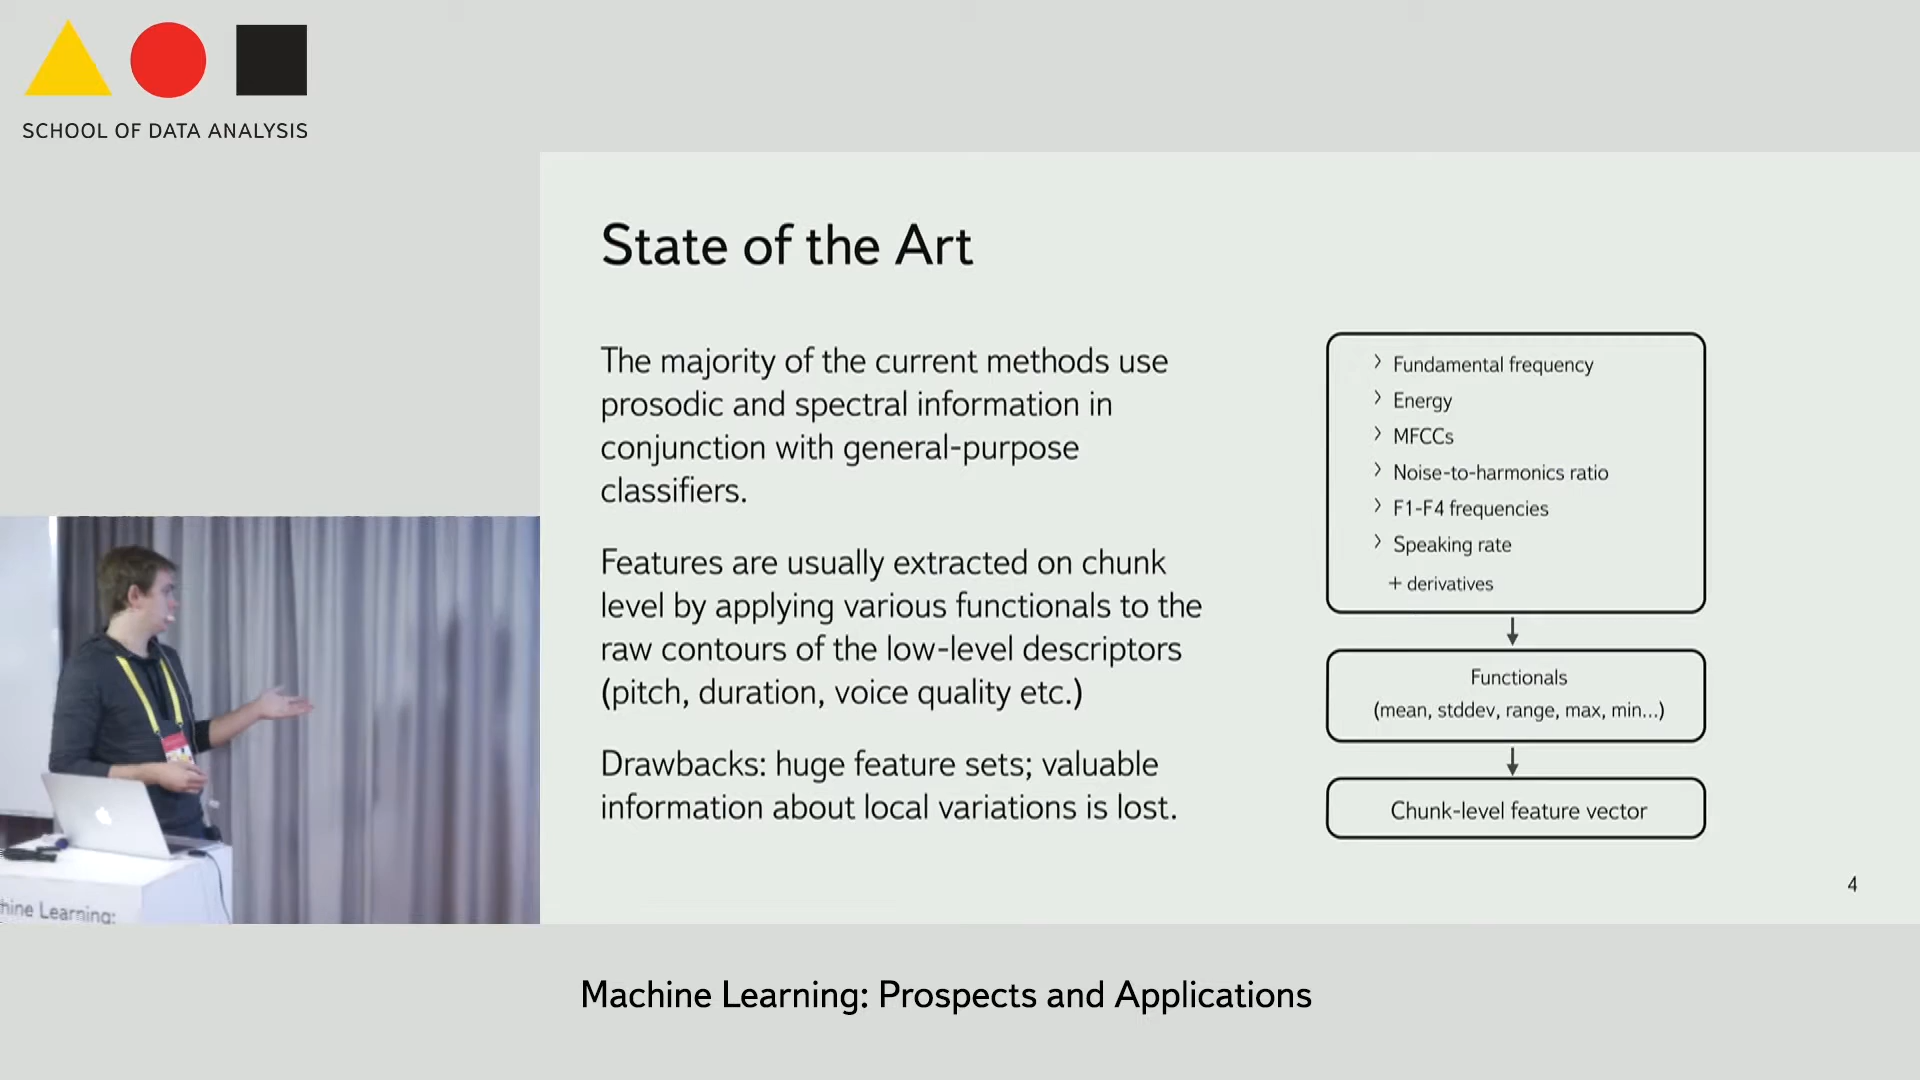 SCHOOL OF DATA ANALYSIS
State of the Art
The majority of the current methods use
prosodic and spectral information in
conjunction with general-purpose
classifiers.
Features are usually extracted on chunk
level by applying various functionals to the
raw contours of the low-level descriptors
(pitch, duration, voice quality etc.)
Drawbacks: huge feature sets; valuable
information about local variations is lost.
› Fundamental frequency
› Energy
› MFCCs
› Noise-to-harmonics ratio
› F1-F4 frequencies
› Speaking rate
+ derivatives
Functionals
(mean, stddev, range, max, min...)
Chunk-level feature vector
4
hine Learning:
Machine Learning: Prospects and Applications